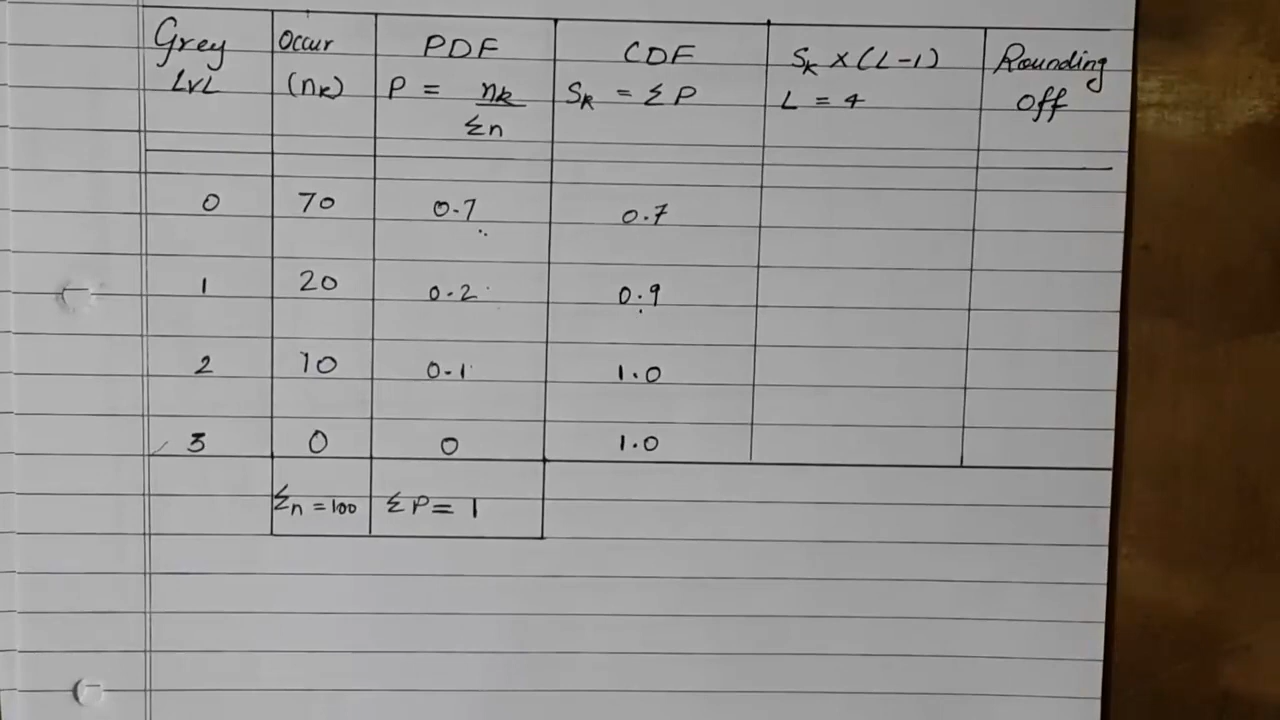 Grey Occur PDF CDF Sk × (L-1) Rounding
LvL (nk) P = nk / Σn Sk = ΣP L = 4 off
0 70 0.7 0.7
1 20 0.2 0.9
2 10 0.1 1.0
3 0 0 1.0
Σn = 100 ΣP = 1